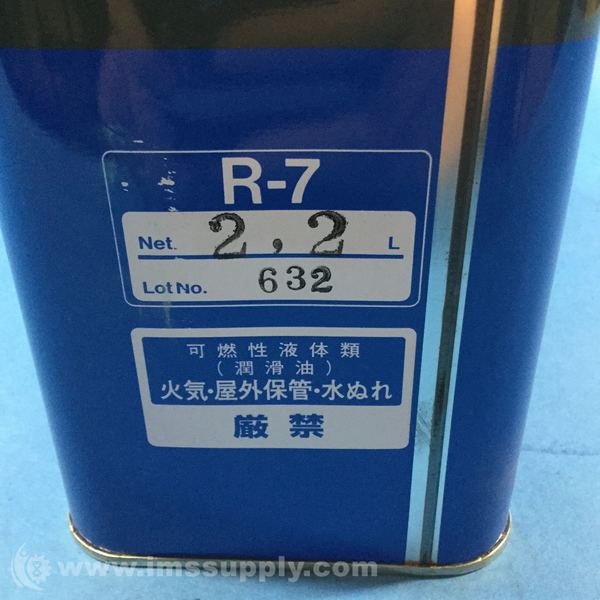 R-7
Net. 2,2 L
Lot No. 632
可燃性液体類
(潤滑油)
火気・屋外保管・水ぬれ
厳禁
www.imssupply.com